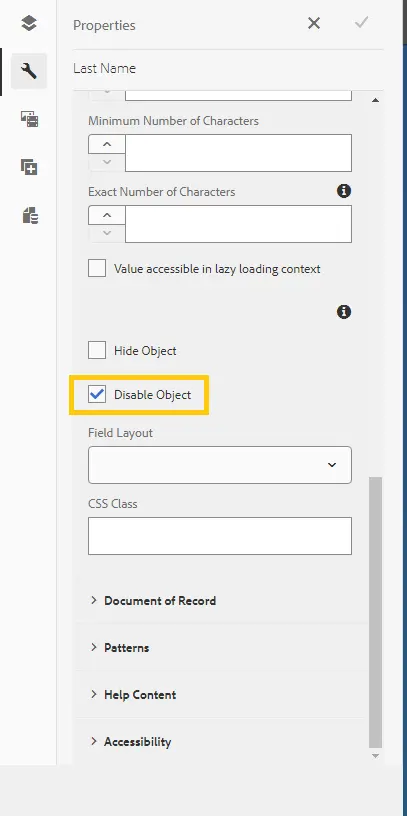 Properties
Last Name
Minimum Number of Characters
Exact Number of Characters
Value accessible in lazy loading context
Hide Object
Disable Object
Field Layout
CSS Class
Document of Record
Patterns
Help Content
Accessibility